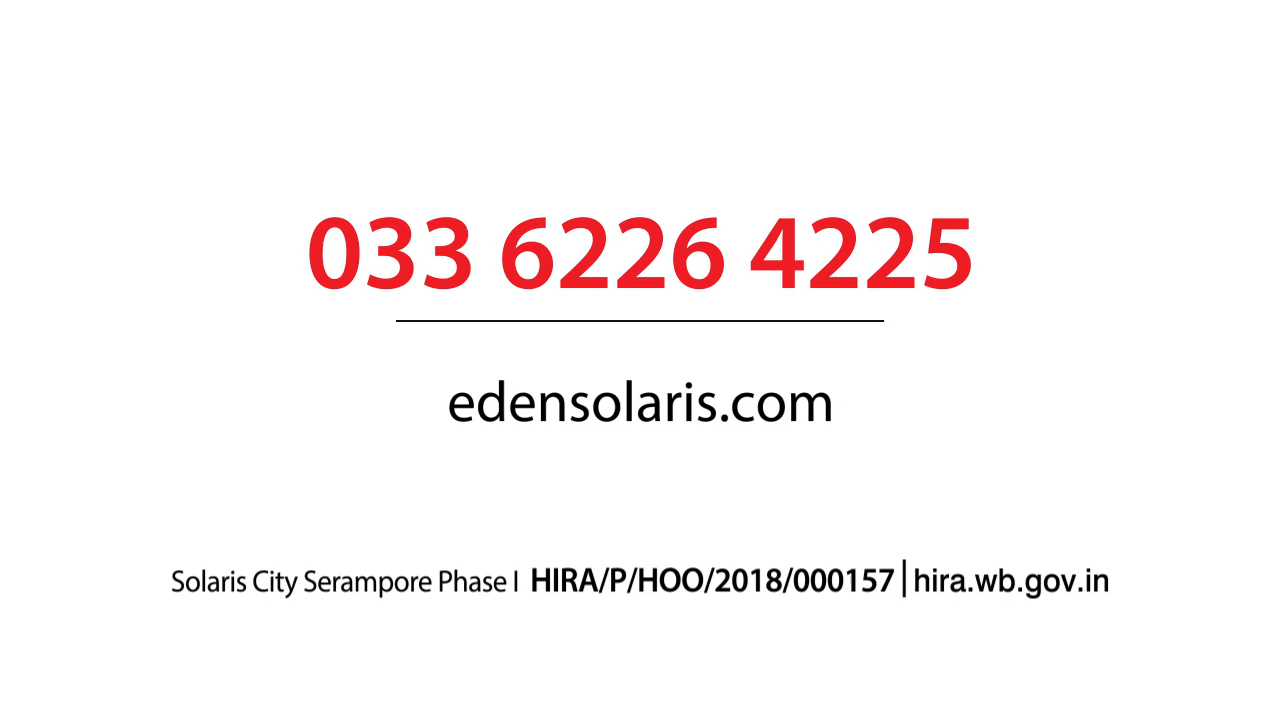 033 6226 4225
edensolaris.com
Solaris City Serampore Phase I HIRA/P/HOO/2018/000157 | hira.wb.gov.in